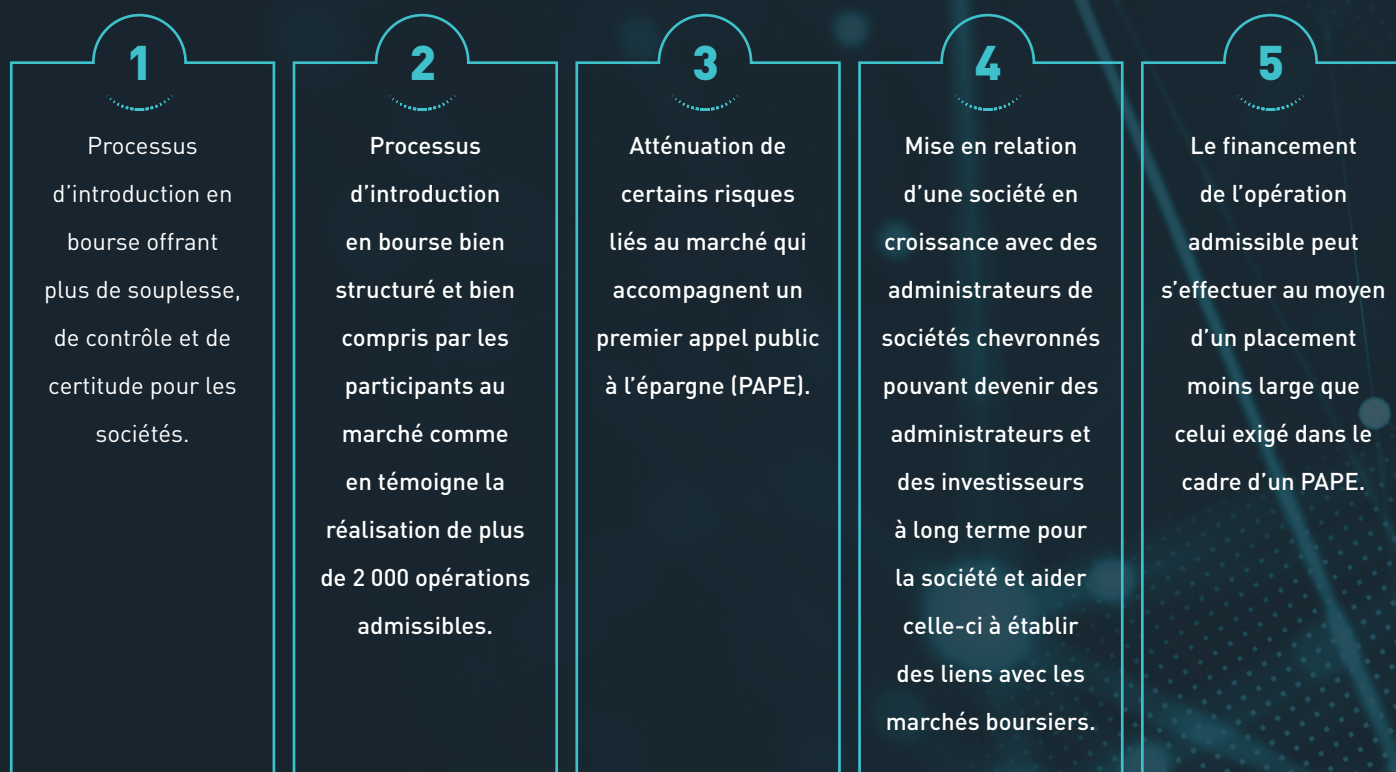 1
Processus
d’introduction en
bourse offrant
plus de souplesse,
de contrôle et de
certitude pour les
sociétés.
2
Processus
d’introduction
en bourse bien
structuré et bien
compris par les
participants au
marché comme
en témoigne la
réalisation de plus
de 2 000 opérations
admissibles.
3
Atténuation de
certains risques
liés au marché qui
accompagnent un
premier appel public
à l’épargne (PAPE).
4
Mise en relation
d’une société en
croissance avec des
administrateurs de
sociétés chevronnés
pouvant devenir des
administrateurs et
des investisseurs
à long terme pour
la société et aider
celle-ci à établir
des liens avec les
marchés boursiers.
5
Le financement
de l’opération
admissible peut
s’effectuer au moyen
d’un placement
moins large que
celui exigé dans le
cadre d’un PAPE.